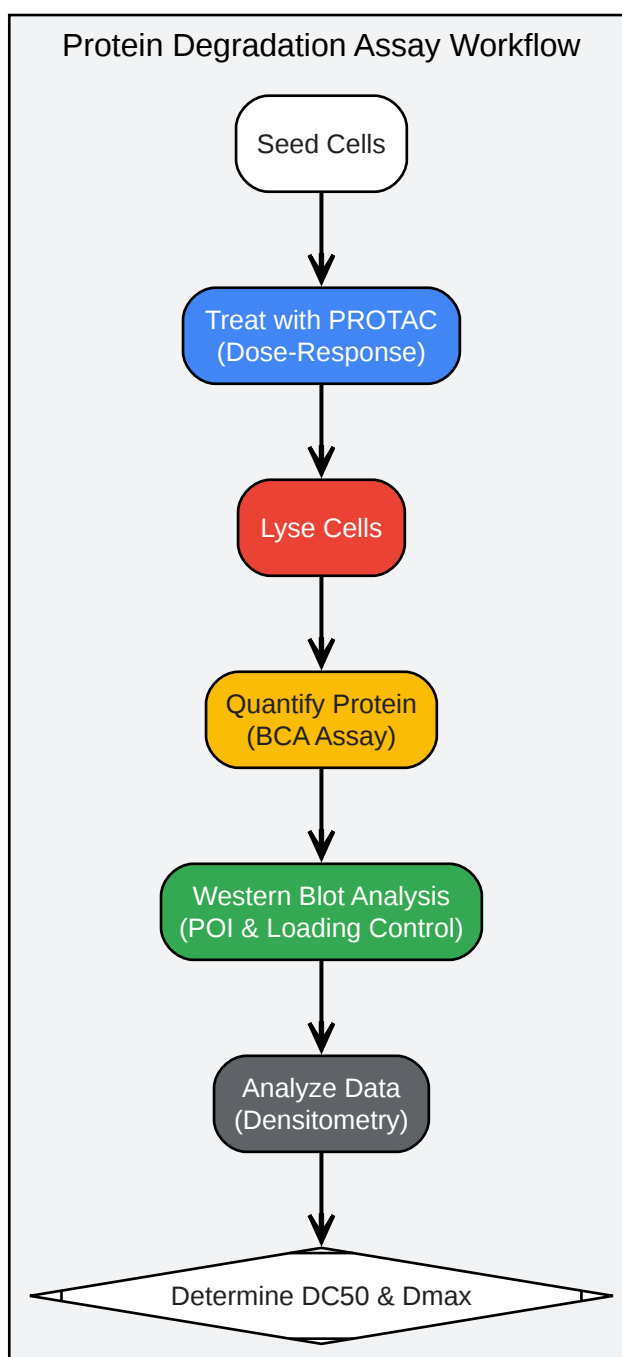 Protein Degradation Assay Workflow
Seed Cells
Treat with PROTAC
(Dose-Response)
Lyse Cells
Quantify Protein
(BCA Assay)
Western Blot Analysis
(POI & Loading Control)
Analyze Data
(Densitometry)
Determine DC50 & Dmax